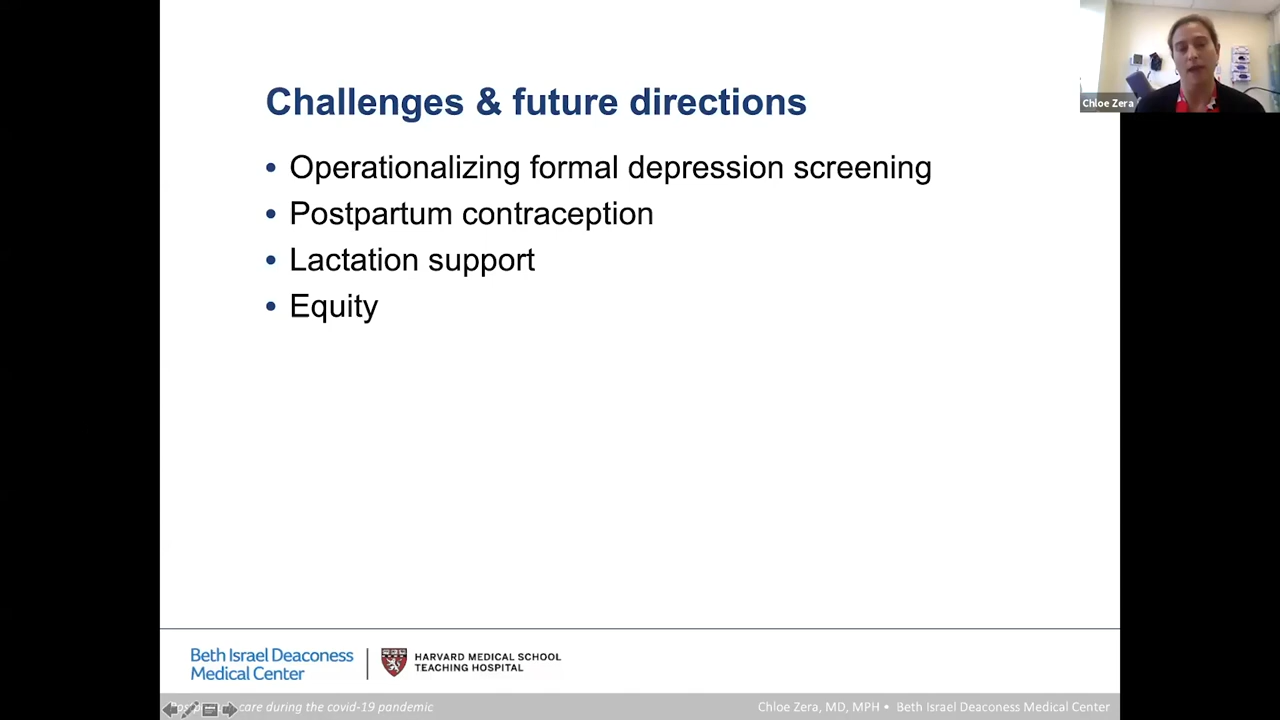 Challenges & future directions
• Operationalizing formal depression screening
• Postpartum contraception
• Lactation support
• Equity
Chloe Zera
Beth Israel Deaconess
Medical Center
HARVARD MEDICAL SCHOOL
TEACHING HOSPITAL
care during the covid-19 pandemic
Chloe Zera, MD, MPH • Beth Israel Deaconess Medical Center